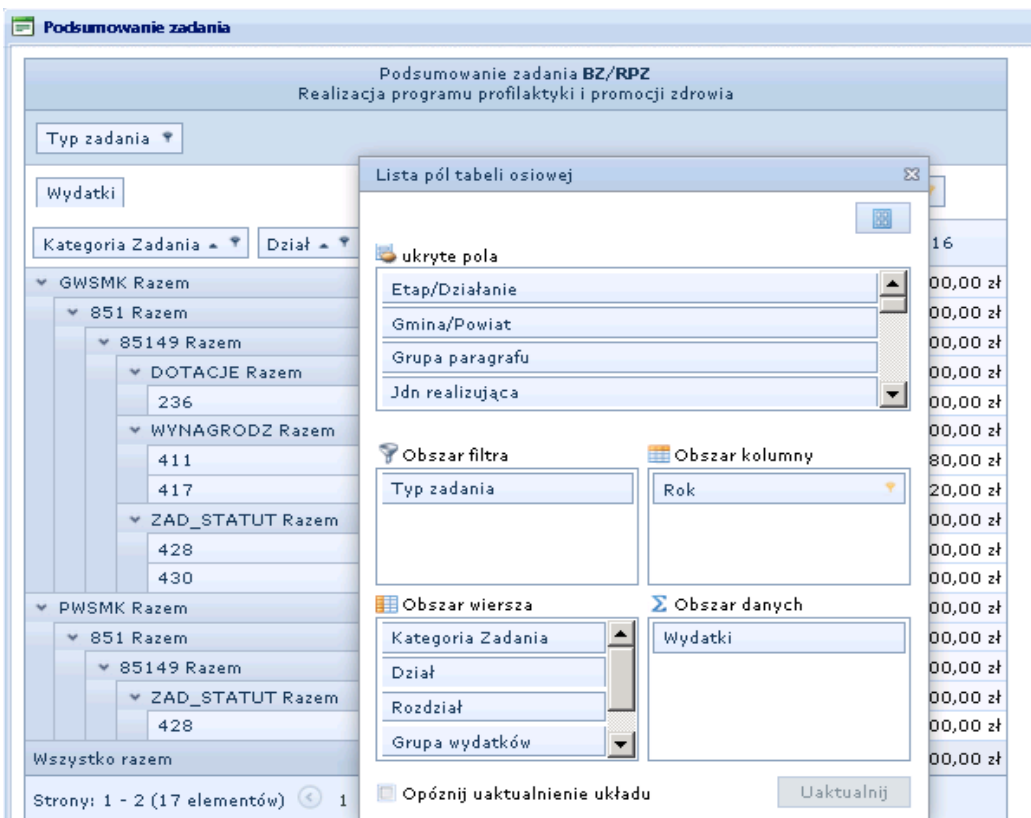 Podsumowanie zadania
Podsumowanie zadania BZ/RPZ
Realizacja programu profilaktyki i promocji zdrowia
Typ zadania
Wydatki
Kategoria Zadania Dział 16
GWSMK Razem 00,00 zł
851 Razem 00,00 zł
85149 Razem 00,00 zł
DOTACJE Razem 00,00 zł
236 00,00 zł
WYNAGRODZ Razem 00,00 zł
411 80,00 zł
417 20,00 zł
ZAD_STATUT Razem 00,00 zł
428 00,00 zł
430 00,00 zł
PWSMK Razem 00,00 zł
851 Razem 00,00 zł
85149 Razem 00,00 zł
ZAD_STATUT Razem 00,00 zł
428 00,00 zł
Wszystko razem 00,00 zł
Strony: 1 - 2 (17 elementów) 1
Lista pól tabeli osiowej
ukryte pola
Etap/Działanie
Gmina/Powiat
Grupa paragrafu
Jdn realizująca
Obszar filtra
Typ zadania
Obszar kolumny
Rok
Obszar wiersza
Kategoria Zadania
Dział
Rozdział
Grupa wydatków
Obszar danych
Wydatki
Opóznij uaktualnienie układu
Uaktualnij